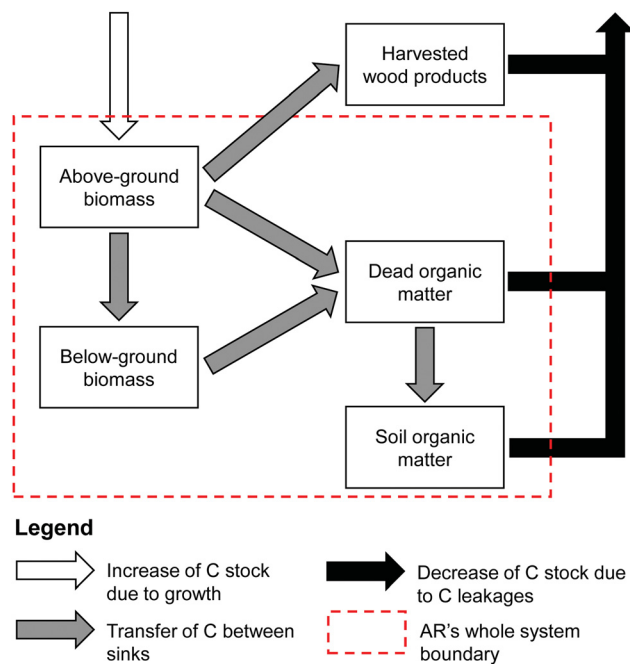 Harvested
wood products
Above-ground
biomass
Dead organic
matter
Below-ground
biomass
Soil organic
matter
Legend
Increase of C stock
due to growth
Decrease of C stock due
to C leakages
Transfer of C between
sinks
AR's whole system
boundary